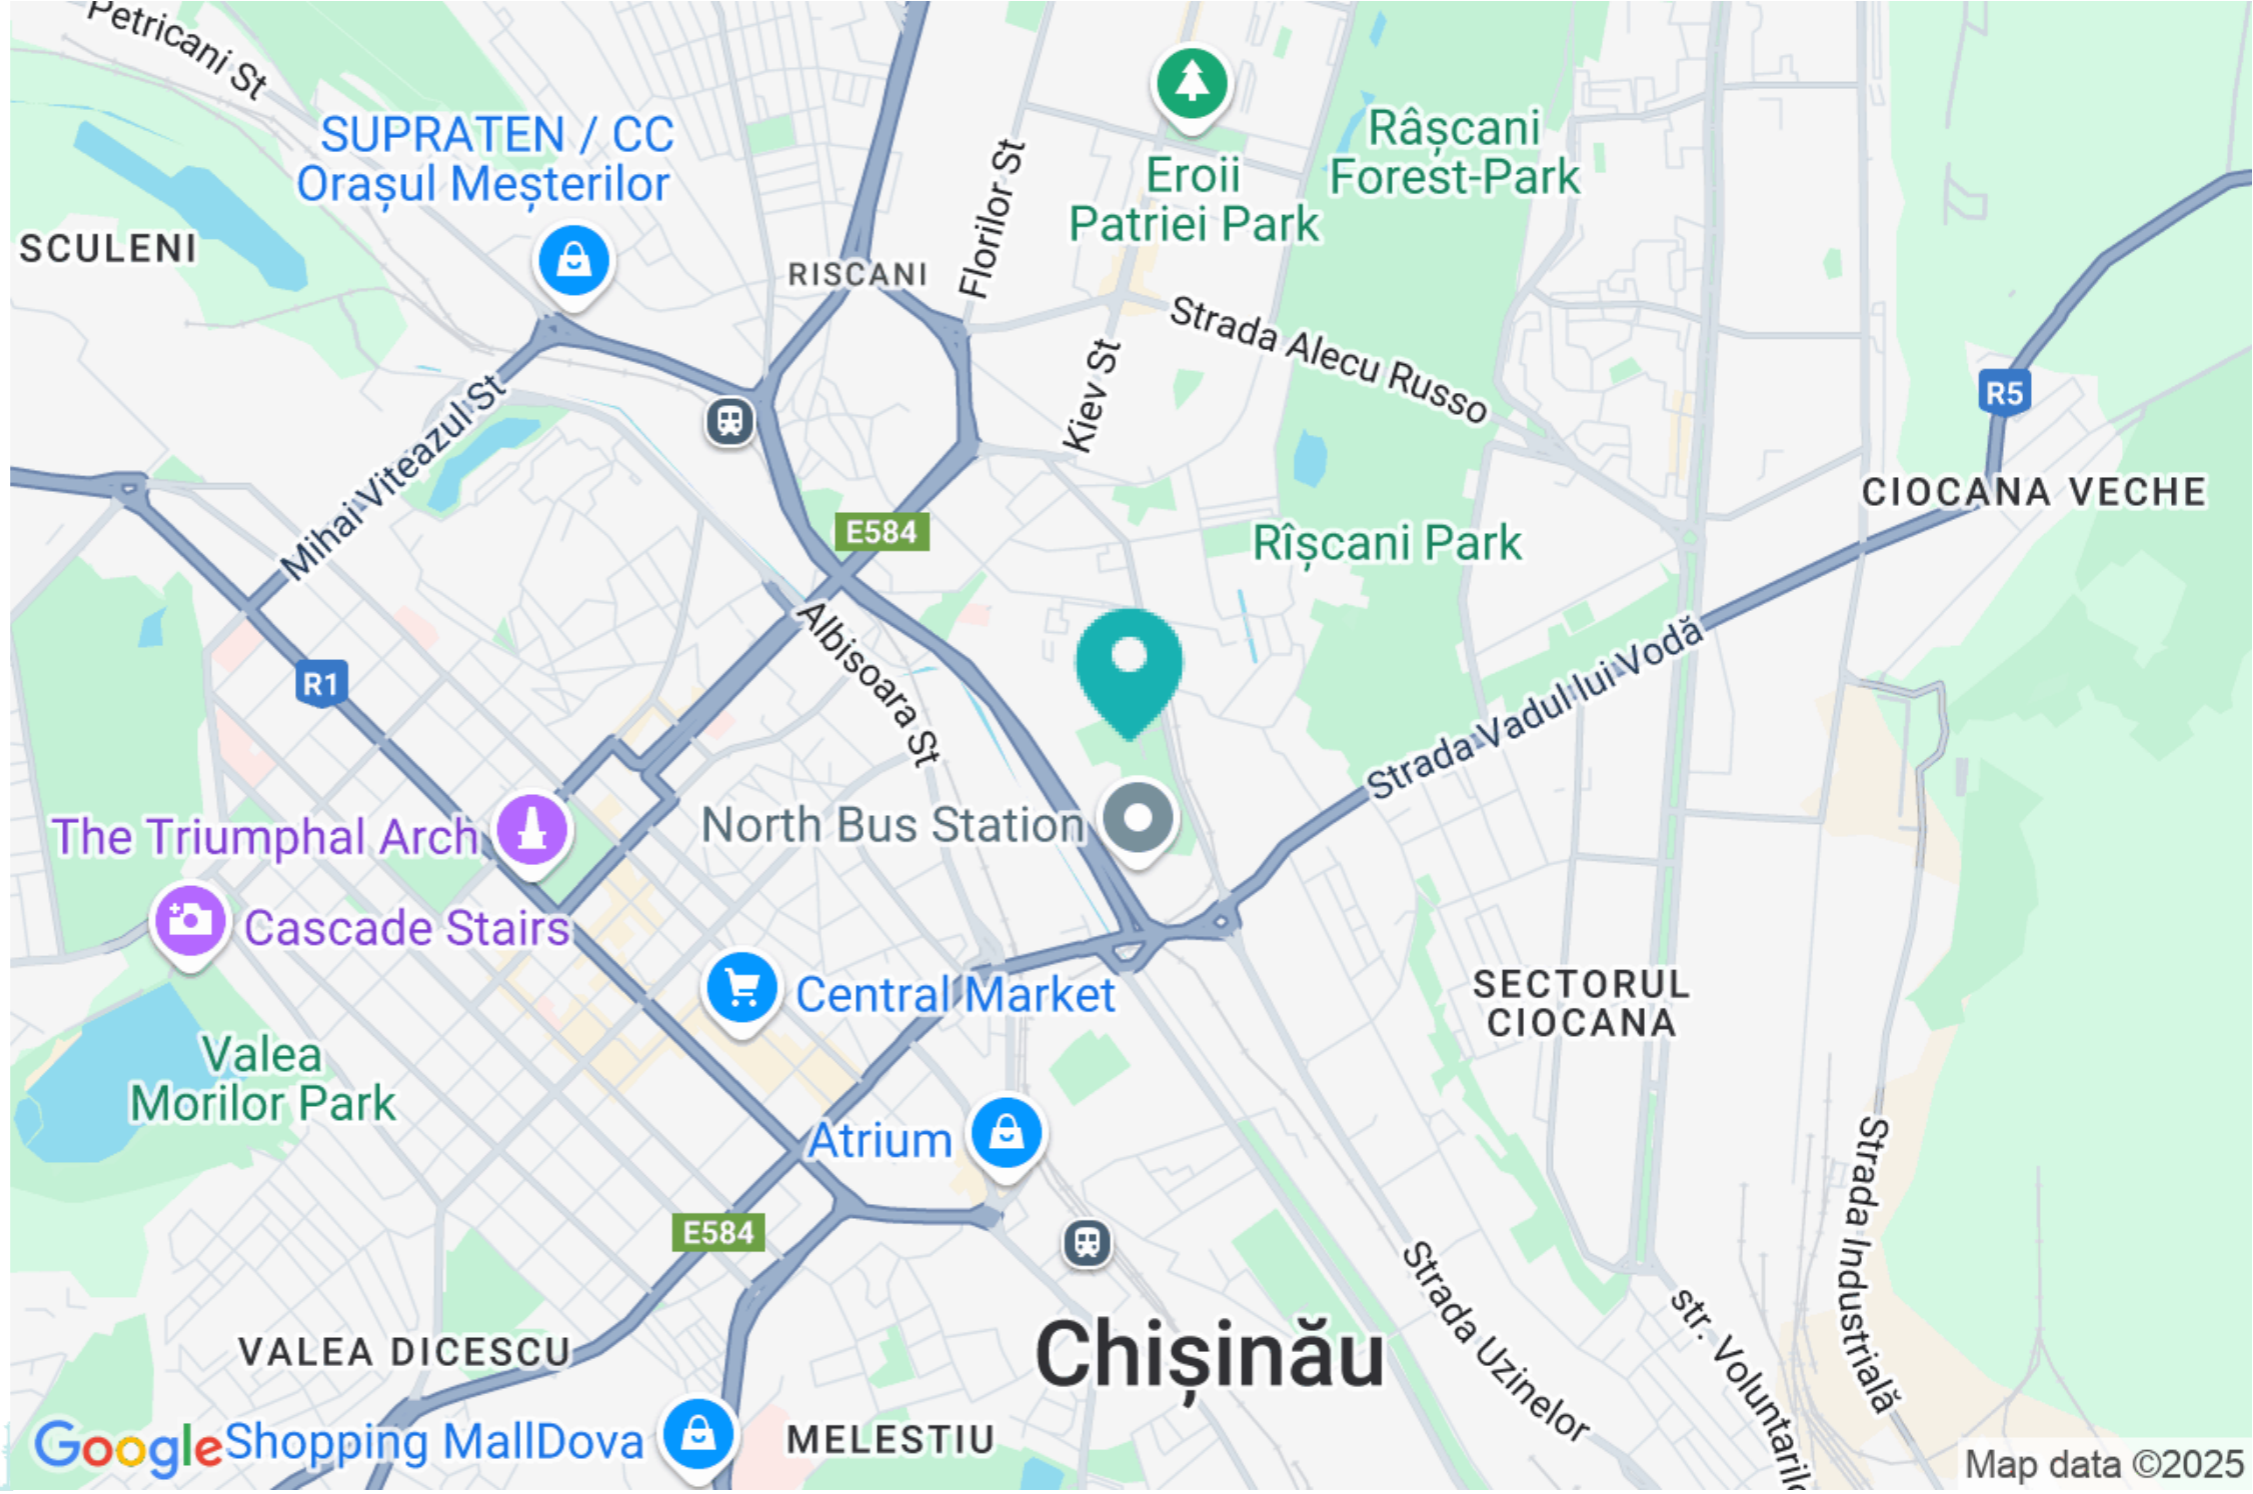 Petricani St
SUPRATEN / CC
Orașul Meșterilor
SCULENI
RISCANI
Florilor St
Eroii
Patriei Park
Râșcani
Forest-Park
Strada Alecu Russo
Kiev St
Mihai Viteazul St
R5
CIOCANA VECHE
E584
Rîșcani Park
R1
Albisoara St
Strada Vadul lui Vodă
The Triumphal Arch
North Bus Station
Cascade Stairs
Central Market
SECTORUL
CIOCANA
Valea
Morilor Park
Atrium
E584
Strada Industrială
Strada Uzinelor
str. Voluntarilo
VALEA DICESCU
Chișinău
Google
Shopping MallDova
MELESTIU
Map data ©2025